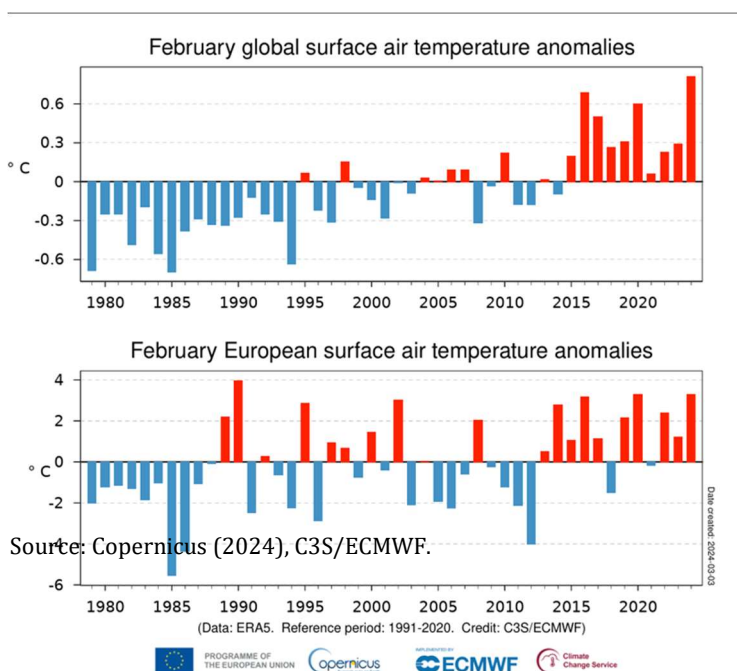 February global surface air temperature anomalies
0.6
0.3
° C
0
-0.3
-0.6
1980 1985 1990 1995 2000 2005 2010 2015 2020
February European surface air temperature anomalies
4
2
0
° C
-2
-4
Source: Copernicus (2024), C3S/ECMWF.
-6
1980 1985 1990 1995 2000 2005 2010 2015 2020
Date created: 2024-03-03
(Data: ERA5. Reference period: 1991-2020. Credit: C3S/ECMWF)
PROGRAMME OF
THE EUROPEAN UNION
opernicus
IMPLEMENTED BY
ECMWF
Climate
Change Service